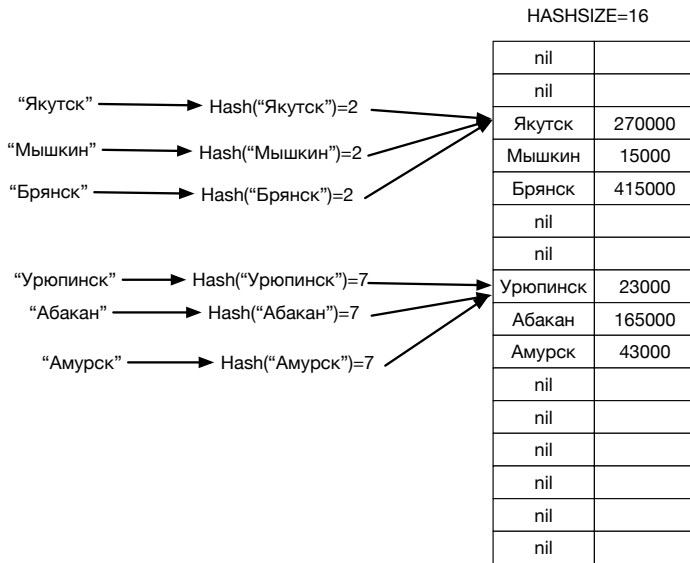 HASHSIZE=16
nil
nil
“Якутск” Hash(“Якутск”)=2
Якутск 270000
“Мышкин” Hash(“Мышкин”)=2
Мышкин 15000
“Брянск” Hash(“Брянск”)=2
Брянск 415000
nil
nil
“Урюпинск” Hash(“Урюпинск”)=7
Урюпинск 23000
“Абакан” Hash(“Абакан”)=7
Абакан 165000
“Амурск” Hash(“Амурск”)=7
Амурск 43000
nil
nil
nil
nil
nil
nil